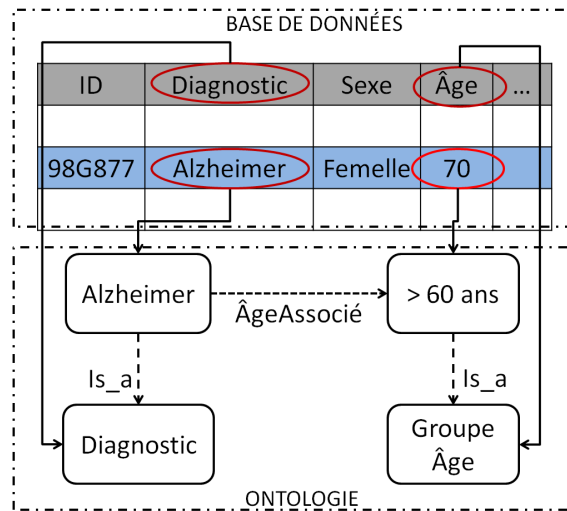 BASE DE DONNÉES
ID Diagnostic Sexe Âge ...
98G877 Alzheimer Femelle 70
Alzheimer > 60 ans
ÂgeAssocié
Is_a Is_a
Diagnostic Groupe
Âge
ONTOLOGIE